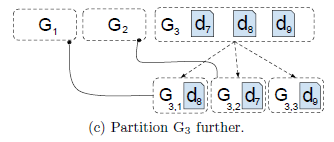 G1 G2 G3 d7 d8 d9
G3,1 d8 G3,2 d7 G3,3 d9
(c) Partition G3 further.